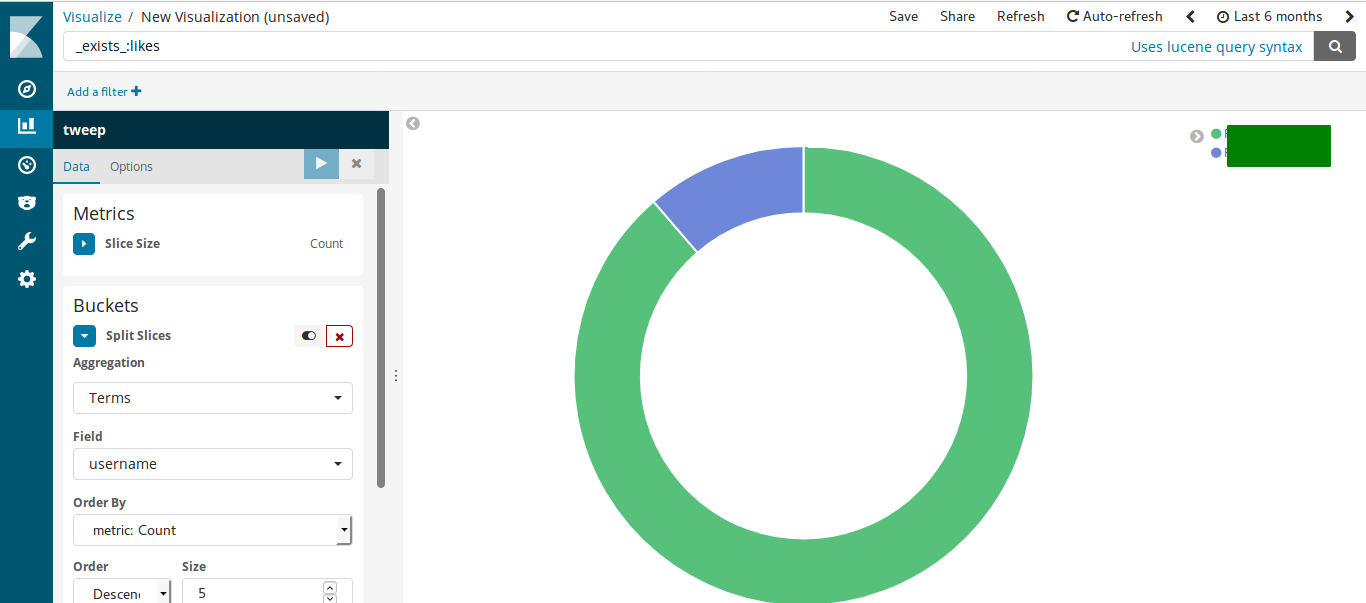 Visualize / New Visualization (unsaved)
Save Share Refresh Auto-refresh Last 6 months
_exists_:likes
Uses lucene query syntax
Add a filter
tweep
Data Options
Metrics
Slice Size Count
Buckets
Split Slices
Aggregation
Terms
Field
username
Order By
metric: Count
Order Size
Descen 5